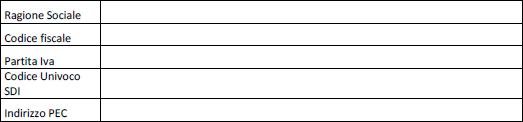 Ragione Sociale
Codice fiscale
Partita Iva
Codice Univoco
SDI
Indirizzo PEC